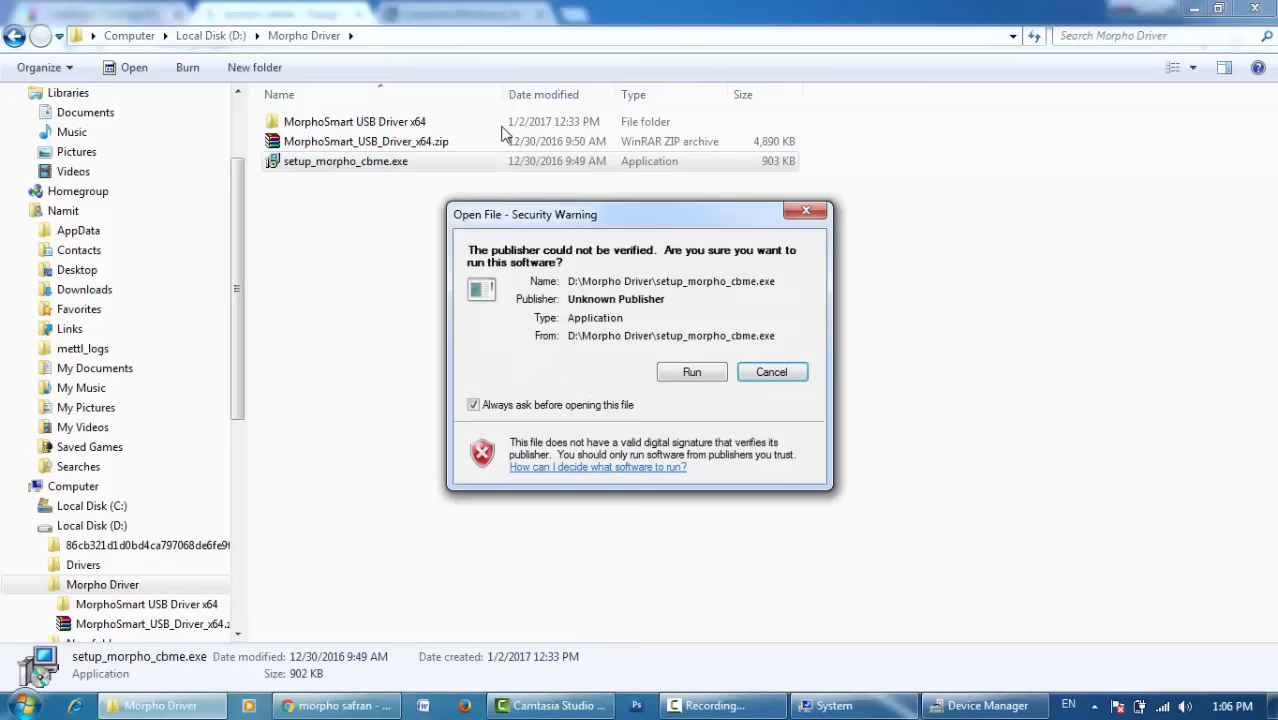 Computer ▸ Local Disk (D:) ▸ Morpho Driver ▸
Search Morpho Driver
Organize
Open
Burn
New folder
Name
Date modified
Type
Size
MorphoSmart USB Driver x64 1/2/2017 12:33 PM File folder
MorphoSmart_USB_Driver_x64.zip 12/30/2016 9:50 AM WinRAR ZIP archive 4,890 KB
setup_morpho_cbme.exe 12/30/2016 9:49 AM Application 903 KB
Libraries
Documents
Music
Pictures
Videos
Homegroup
Namit
AppData
Contacts
Desktop
Downloads
Favorites
Links
mettl_logs
My Documents
My Music
My Pictures
My Videos
Saved Games
Searches
Computer
Local Disk (C:)
Local Disk (D:)
86cb321d1d0bd4ca797068de6fe9f
Drivers
Morpho Driver
MorphoSmart USB Driver x64
MorphoSmart_USB_Driver_x64.z
Open File - Security Warning
The publisher could not be verified. Are you sure you want to
run this software?
Name: D:\Morpho Driver\setup_morpho_cbme.exe
Publisher: Unknown Publisher
Type: Application
From: D:\Morpho Driver\setup_morpho_cbme.exe
Run
Cancel
Always ask before opening this file
This file does not have a valid digital signature that verifies its
publisher. You should only run software from publishers you trust.
How can I decide what software to run?
setup_morpho_cbme.exe Date modified: 12/30/2016 9:49 AM Date created: 1/2/2017 12:33 PM
Application Size: 902 KB
Morpho Driver
morpho safran - ...
Camtasia Studio ...
Ps
Recording...
System
Device Manager
EN
1:06 PM